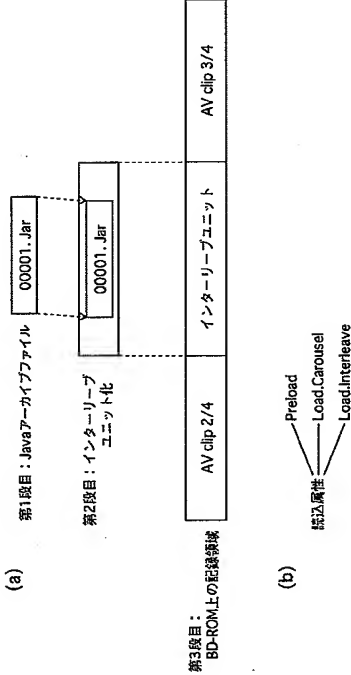 (a)
第1段目：Javaアーカイブファイル
00001. Jar
第2段目：インターリーブ
ユニット化
00001. Jar
第3段目：
BD-ROM上の記録領域
AV clip 2/4
インターリーブユニット
AV clip 3/4
(b)
読込属性
Preload
Load.Carousel
Load.Interleave